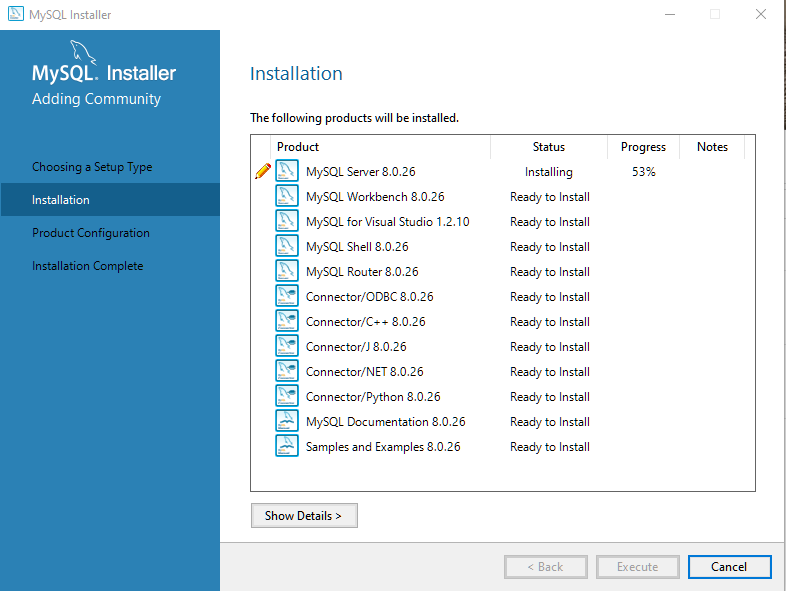 MySQL Installer
MySQL. Installer
Adding Community
Choosing a Setup Type
Installation
Product Configuration
Installation Complete
Installation
The following products will be installed.
Product Status Progress Notes
MySQL Server 8.0.26 Installing 53%
MySQL Workbench 8.0.26 Ready to Install
MySQL for Visual Studio 1.2.10 Ready to Install
MySQL Shell 8.0.26 Ready to Install
MySQL Router 8.0.26 Ready to Install
Connector/ODBC 8.0.26 Ready to Install
Connector/C++ 8.0.26 Ready to Install
Connector/J 8.0.26 Ready to Install
Connector/NET 8.0.26 Ready to Install
Connector/Python 8.0.26 Ready to Install
MySQL Documentation 8.0.26 Ready to Install
Samples and Examples 8.0.26 Ready to Install
Show Details >
< Back Execute Cancel